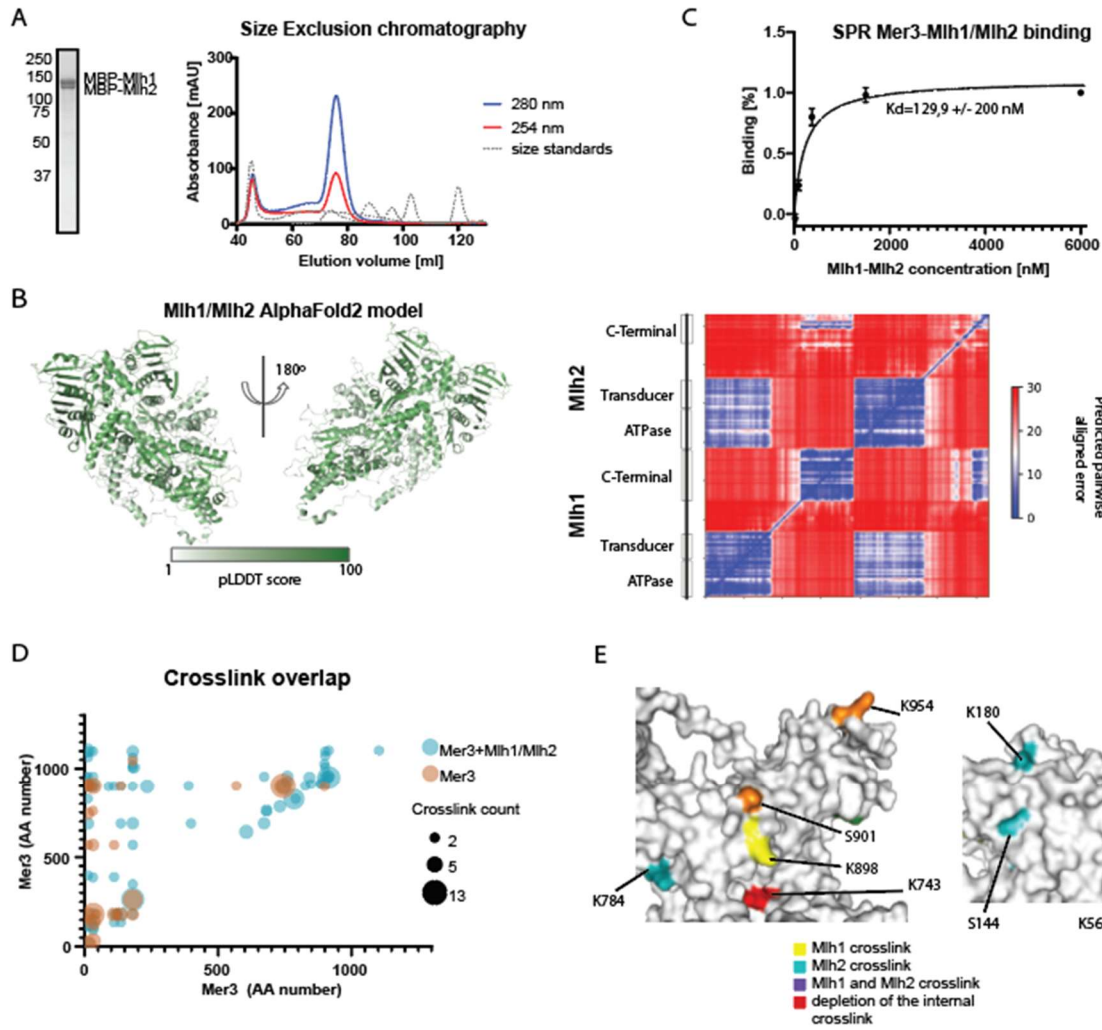 A
250
150
100
75
50
37
MBP-Mlh1
MBP-Mlh2
Size Exclusion chromatography
Absorbance [mAU]
300
200
100
0
40
60
80
100
120
Elution volume [ml]
280 nm
254 nm
size standards
C
SPR Mer3-Mlh1/Mlh2 binding
Binding [%]
1.5
1.0
0.5
0.0
Kd=129,9 +/- 200 nM
0
2000
4000
6000
Mlh1-Mlh2 concentration [nM]
B
Mlh1/Mlh2 AlphaFold2 model
180º
1
100
pLDDT score
Mlh2
C-Terminal
Transducer
ATPase
Mlh1
C-Terminal
Transducer
ATPase
30
20
10
0
Predicted pairwise
aligned error
D
Crosslink overlap
Mer3 (AA number)
1000
500
0
0
500
1000
Mer3 (AA number)
Mer3+Mlh1/Mlh2
Mer3
Crosslink count
2
5
13
E
K954
S901
K898
K784
K743
K180
S144
K56
Mlh1 crosslink
Mlh2 crosslink
Mlh1 and Mlh2 crosslink
depletion of the internal
crosslink